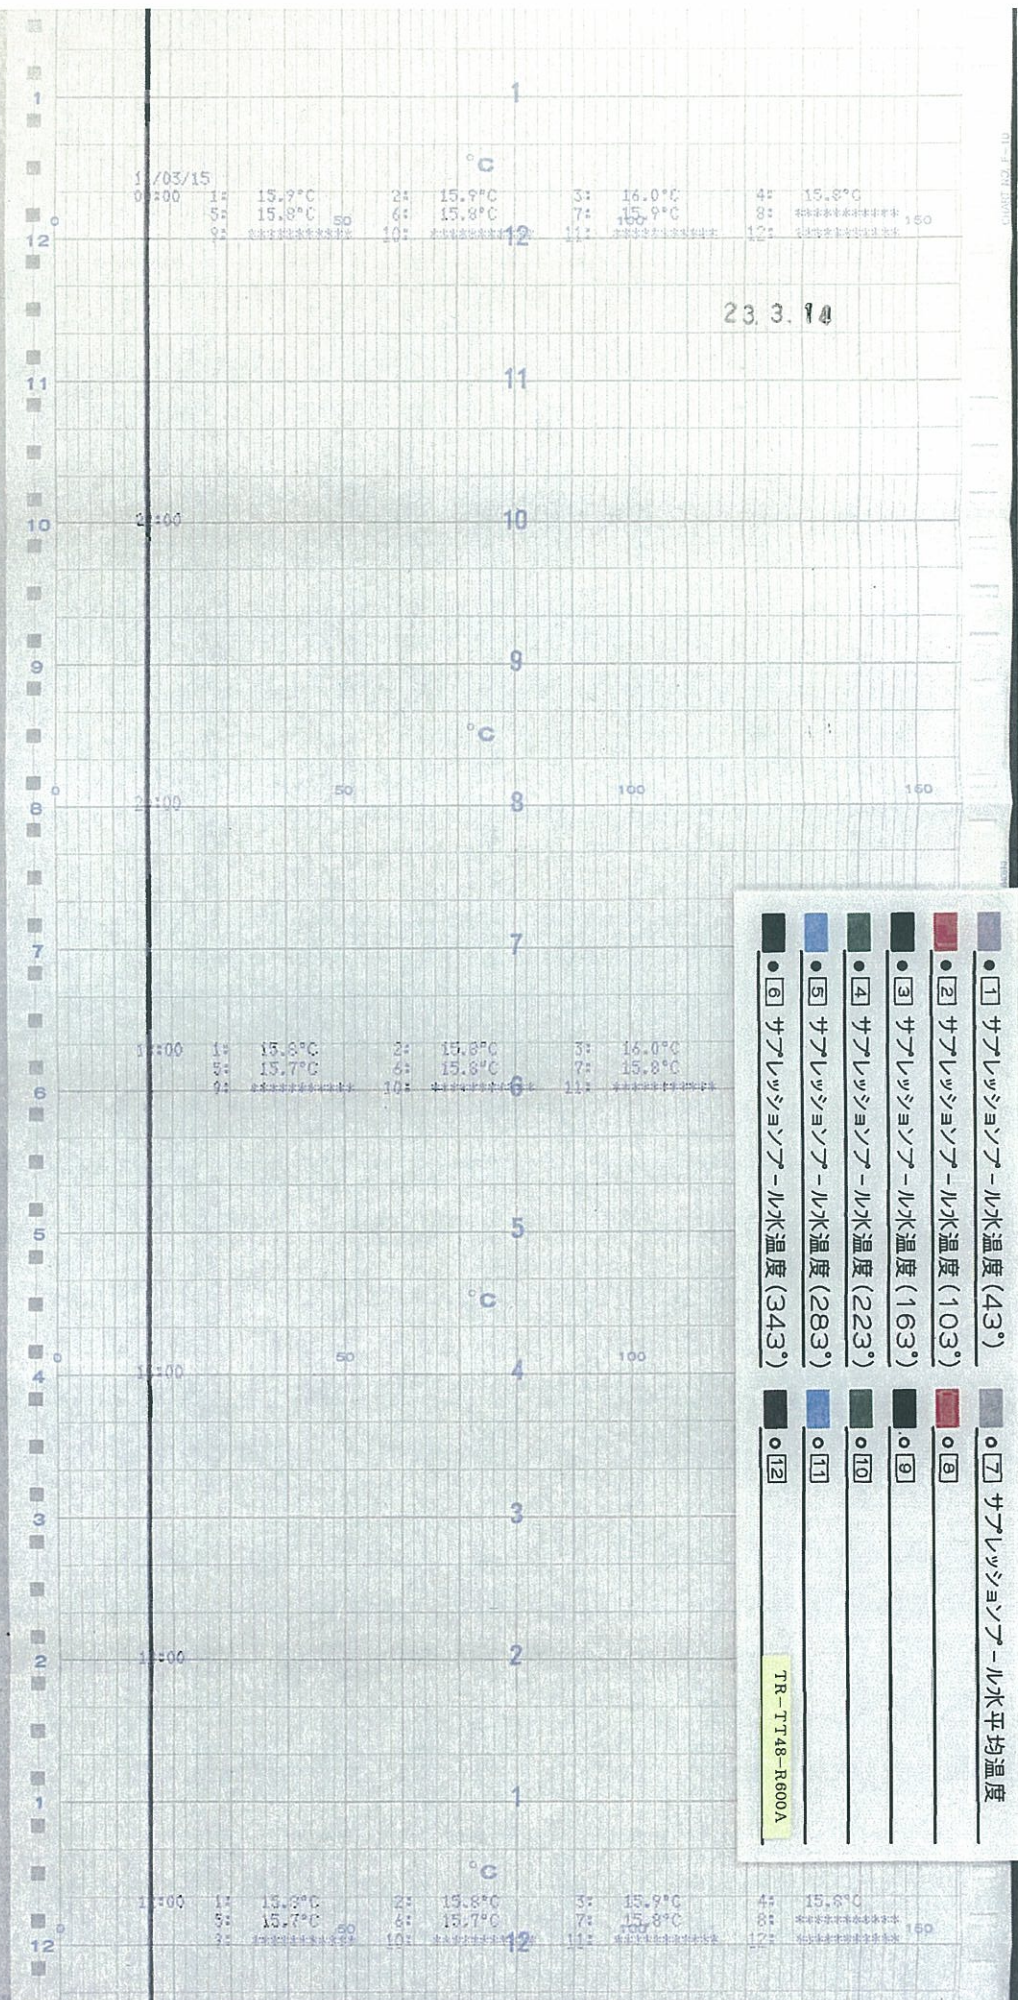 1
1
°C
/03/15
00:00 1: 15.9°C 2: 15.9°C 3: 16.0°C 4: 15.8°C
5: 15.8°C 6: 15.8°C 7: 15.9°C 8: ***********
0 50 100 150
9: *********** 10: *********** 11: *********** 12: ***********
12
12
23. 3. 14
11
11
10
:00
10
9
9
°C
0 50 100 150
8
:00
8
7
7
:00 1: 15.8°C 2: 15.8°C 3: 16.0°C
5: 15.7°C 6: 15.8°C 7: 15.8°C
9: *********** 10: *********** 11: ***********
6
6
5
5
°C
0 50 100
4
:00
4
3
3
2
:00
2
1
1
°C
:00 1: 15.8°C 2: 15.8°C 3: 15.9°C 4: 15.8°C
5: 15.7°C 6: 15.7°C 7: 15.8°C 8: ***********
0 50 100 150
9: *********** 10: *********** 11: *********** 12: ***********
12
12
●1 サプレッションプール水温度(43°)
●2 サプレッションプール水温度(103°)
●3 サプレッションプール水温度(163°)
●4 サプレッションプール水温度(223°)
●5 サプレッションプール水温度(283°)
●6 サプレッションプール水温度(343°)
○7 サプレッションプール水平均温度
○8
○9
○10
○11
○12
TR-TT48-R600A